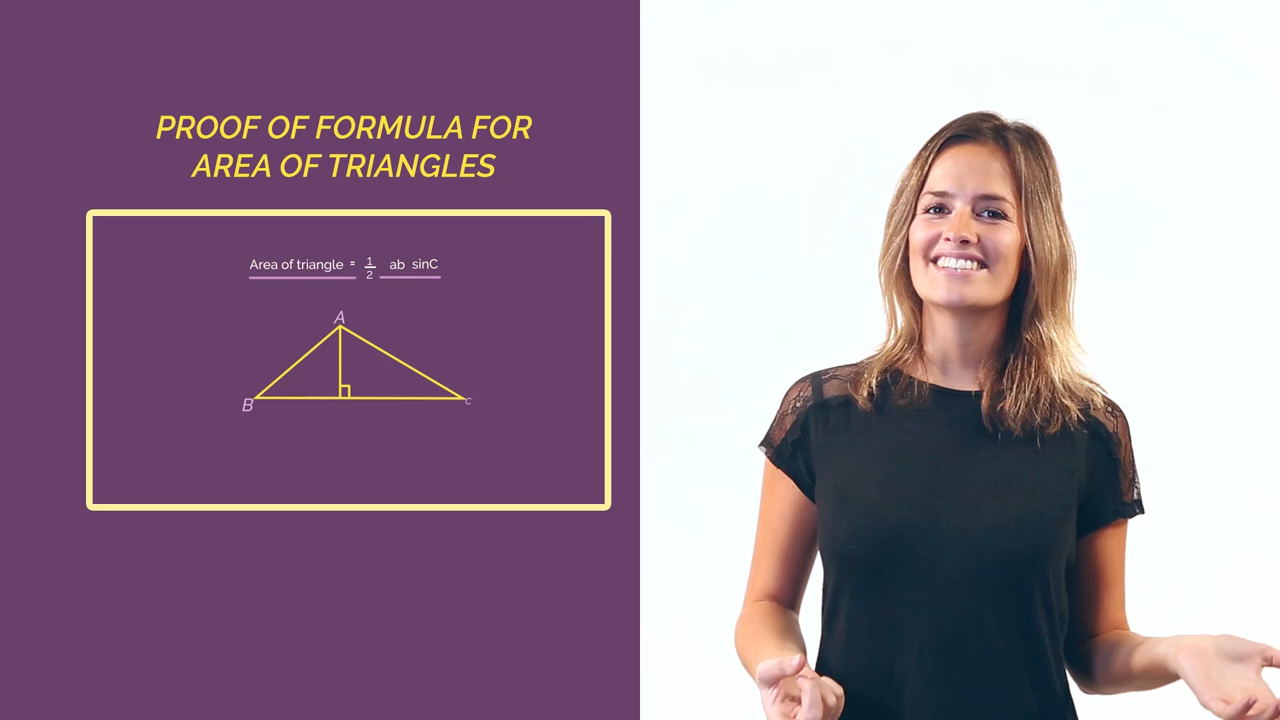 PROOF OF FORMULA FOR
AREA OF TRIANGLES
Area of triangle = 1/2 ab sinC
A
B
C